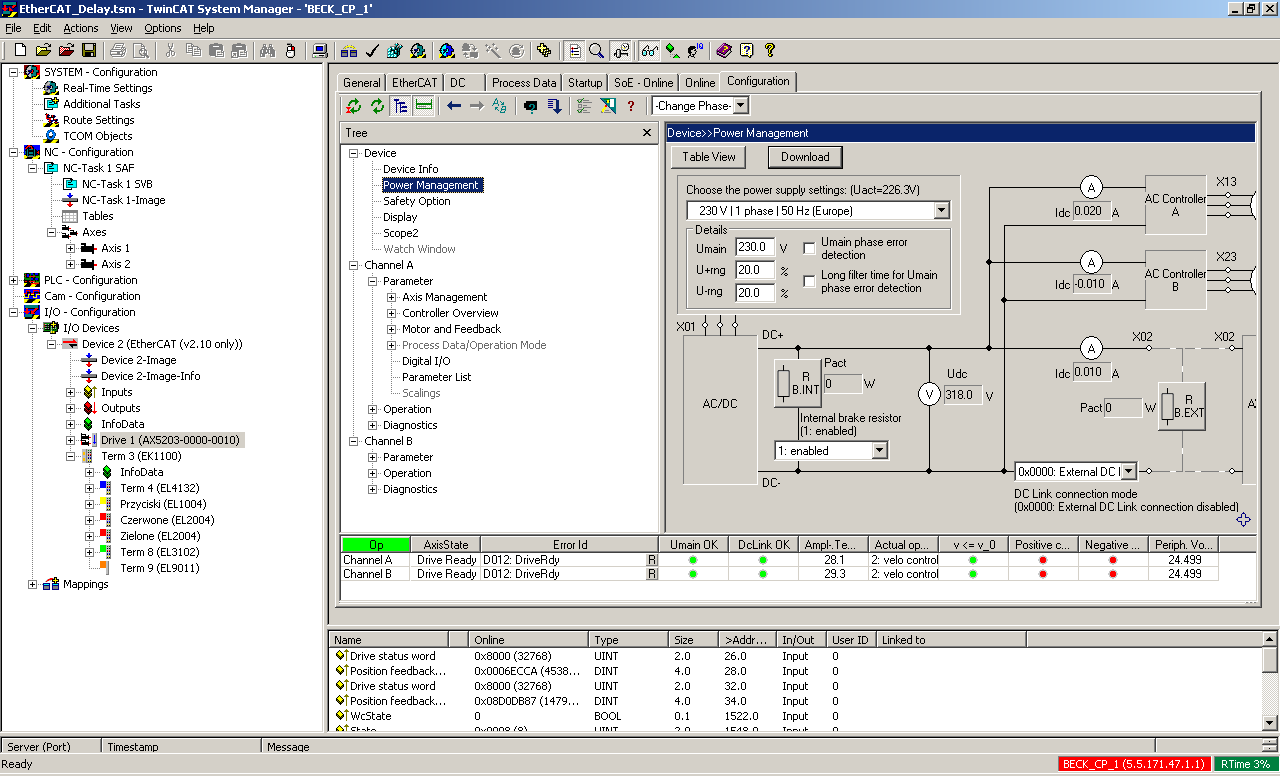 EtherCAT_Delay.tsm - TwinCAT System Manager - 'BECK_CP_1'
File Edit Actions View Options Help
SYSTEM - Configuration
Real-Time Settings
Additional Tasks
Route Settings
TCOM Objects
NC - Configuration
NC-Task 1 SAF
NC-Task 1 SVB
NC-Task 1-Image
Tables
Axes
Axis 1
Axis 2
PLC - Configuration
Cam - Configuration
I/O - Configuration
I/O Devices
Device 2 (EtherCAT (v2.10 only))
Device 2-Image
Device 2-Image-Info
Inputs
Outputs
InfoData
Drive 1 (AX5203-0000-0010)
Term 3 (EK1100)
InfoData
Term 4 (EL4132)
Przyciski (EL1004)
Czerwone (EL2004)
Zielone (EL2004)
Term 8 (EL3102)
Term 9 (EL9011)
Mappings
General EtherCAT DC Process Data Startup SoE - Online Online Configuration
-Change Phase-
Tree
Device
Device Info
Power Management
Safety Option
Display
Scope2
Watch Window
Channel A
Parameter
Axis Management
Controller Overview
Motor and Feedback
Process Data/Operation Mode
Digital I/O
Parameter List
Scalings
Operation
Diagnostics
Channel B
Parameter
Operation
Diagnostics
Device>>Power Management
Table View Download
Choose the power supply settings: (Uact=226.3V)
230 V | 1 phase | 50 Hz (Europe)
Details
Umain 230.0 V
U+rng 20.0 %
U-rng 20.0 %
Umain phase error
detection
Long filter time for Umain
phase error detection
A
Idc 0.020 A
AC Controller
A
X13
A
Idc -0.010 A
AC Controller
B
X23
X01
DC+
AC/DC
R
B.INT
Pact
0 W
Internal brake resistor
(1: enabled)
1: enabled
DC-
V
Udc
318.0 V
A
Idc 0.010 A
X02 X02
Pact 0 W
R
B.EXT
0x0000: External DC l
DC Link connection mode
(0x0000: External DC Link connection disabled)
Op AxisState Error Id Umain OK DcLink OK Ampl-.Te... Actual op... v <= v_0 Positive c... Negative ... Periph. Vo...
Channel A Drive Ready D012: DriveRdy R 28.1 2: velo control 24.499
Channel B Drive Ready D012: DriveRdy R 29.3 2: velo control 24.499
Name Online Type Size >Addr... In/Out User ID Linked to
Drive status word 0x8000 (32768) UINT 2.0 26.0 Input 0
Position feedback... 0x0006ECCA (4538... DINT 4.0 28.0 Input 0
Drive status word 0x8000 (32768) UINT 2.0 32.0 Input 0
Position feedback... 0x08D0DB87 (1479... DINT 4.0 34.0 Input 0
WcState 0 BOOL 0.1 1522.0 Input 0
State 0x0008 (8) UINT 2.0 1548.0 Input 0
Server (Port) Timestamp Message
Ready
BECK_CP_1 (5.5.171.47.1.1) RTime 3%